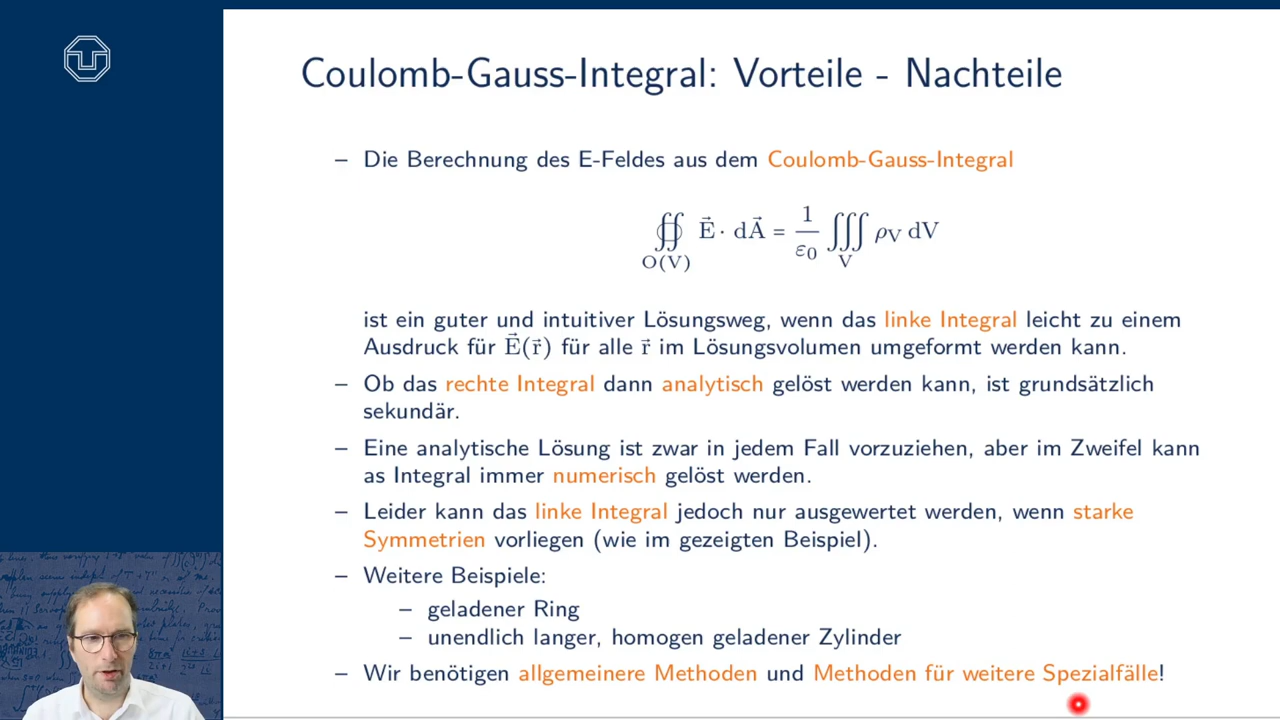 Coulomb-Gauss-Integral: Vorteile - Nachteile
– Die Berechnung des E-Feldes aus dem Coulomb-Gauss-Integral
∯ E⃗ · dA⃗ = 1/ε₀ ∭ ρV dV
O(V) V
ist ein guter und intuitiver Lösungsweg, wenn das linke Integral leicht zu einem
Ausdruck für E⃗(r⃗) für alle r⃗ im Lösungsvolumen umgeformt werden kann.
– Ob das rechte Integral dann analytisch gelöst werden kann, ist grundsätzlich
sekundär.
– Eine analytische Lösung ist zwar in jedem Fall vorzuziehen, aber im Zweifel kann
as Integral immer numerisch gelöst werden.
– Leider kann das linke Integral jedoch nur ausgewertet werden, wenn starke
Symmetrien vorliegen (wie im gezeigten Beispiel).
– Weitere Beispiele:
– geladener Ring
– unendlich langer, homogen geladener Zylinder
– Wir benötigen allgemeinere Methoden und Methoden für weitere Spezialfälle!